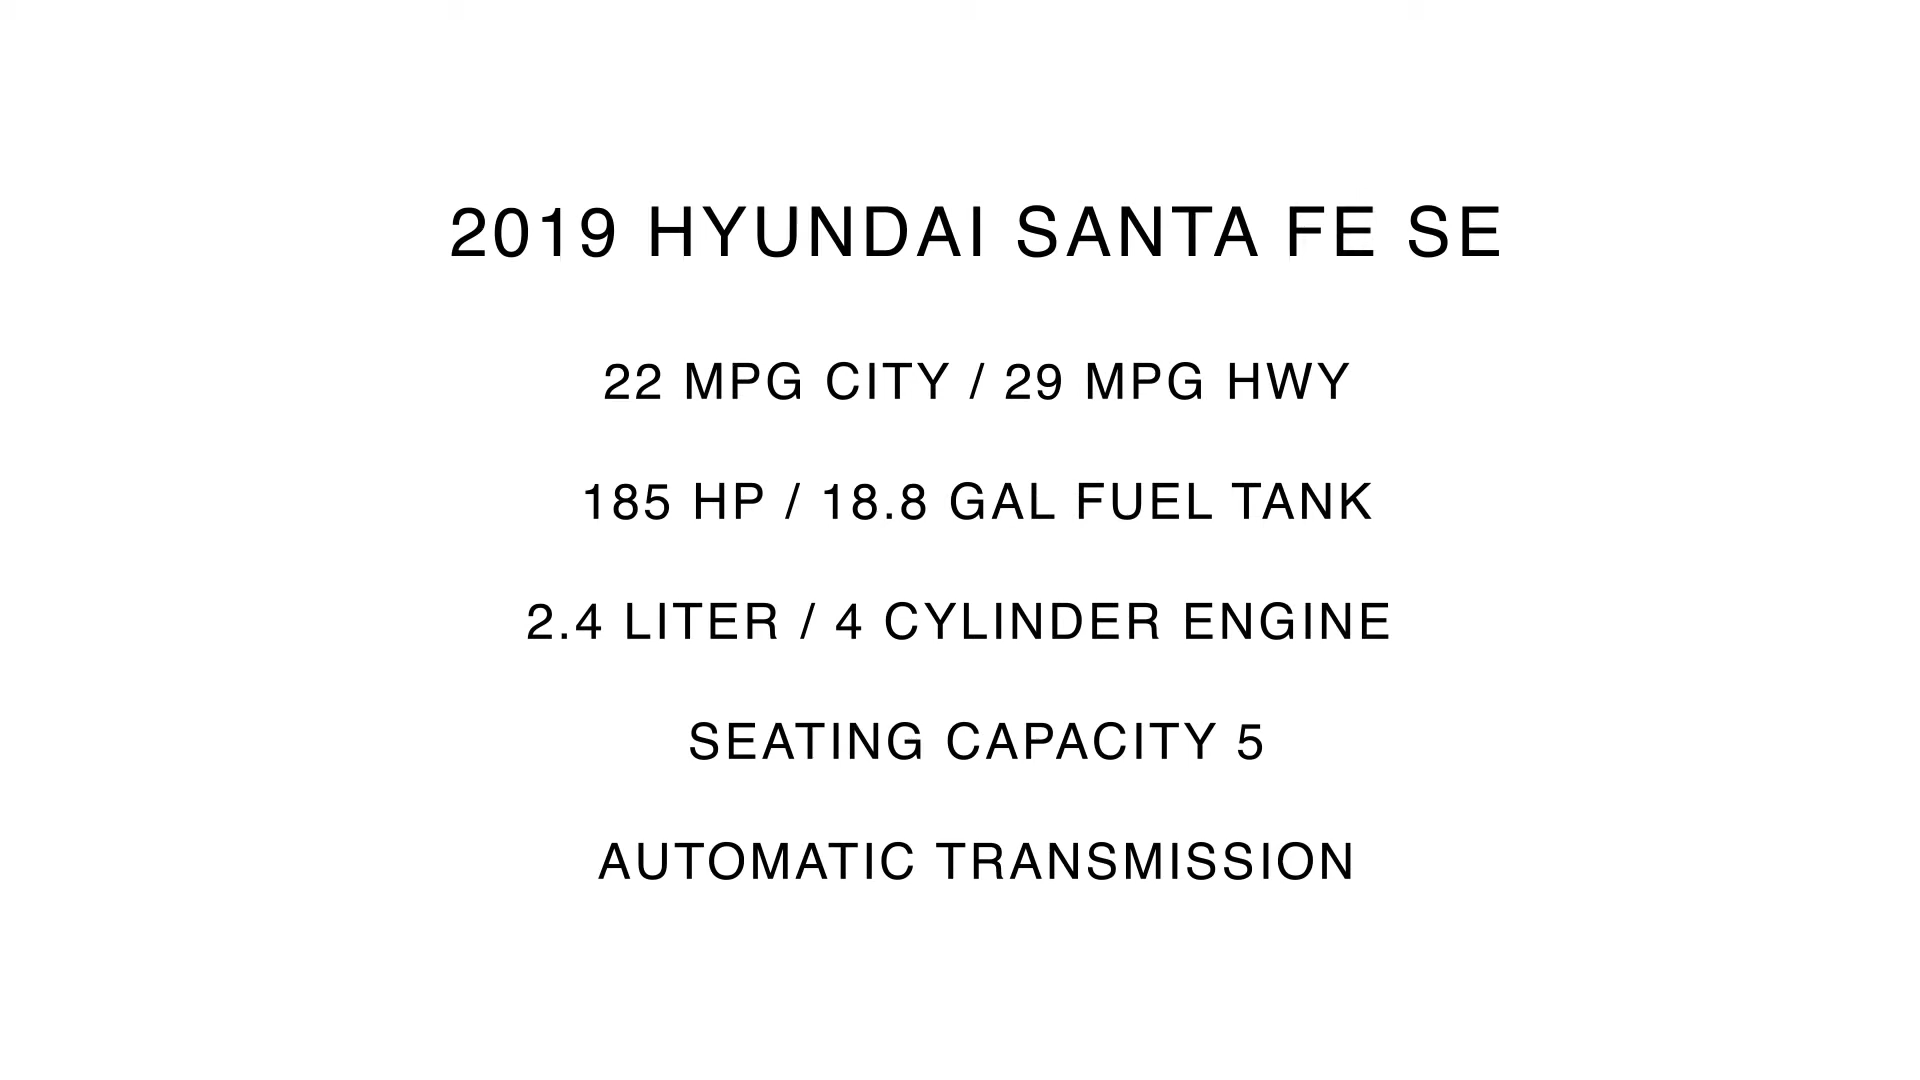 2019 HYUNDAI SANTA FE SE
22 MPG CITY / 29 MPG HWY
185 HP / 18.8 GAL FUEL TANK
2.4 LITER / 4 CYLINDER ENGINE
SEATING CAPACITY 5
AUTOMATIC TRANSMISSION